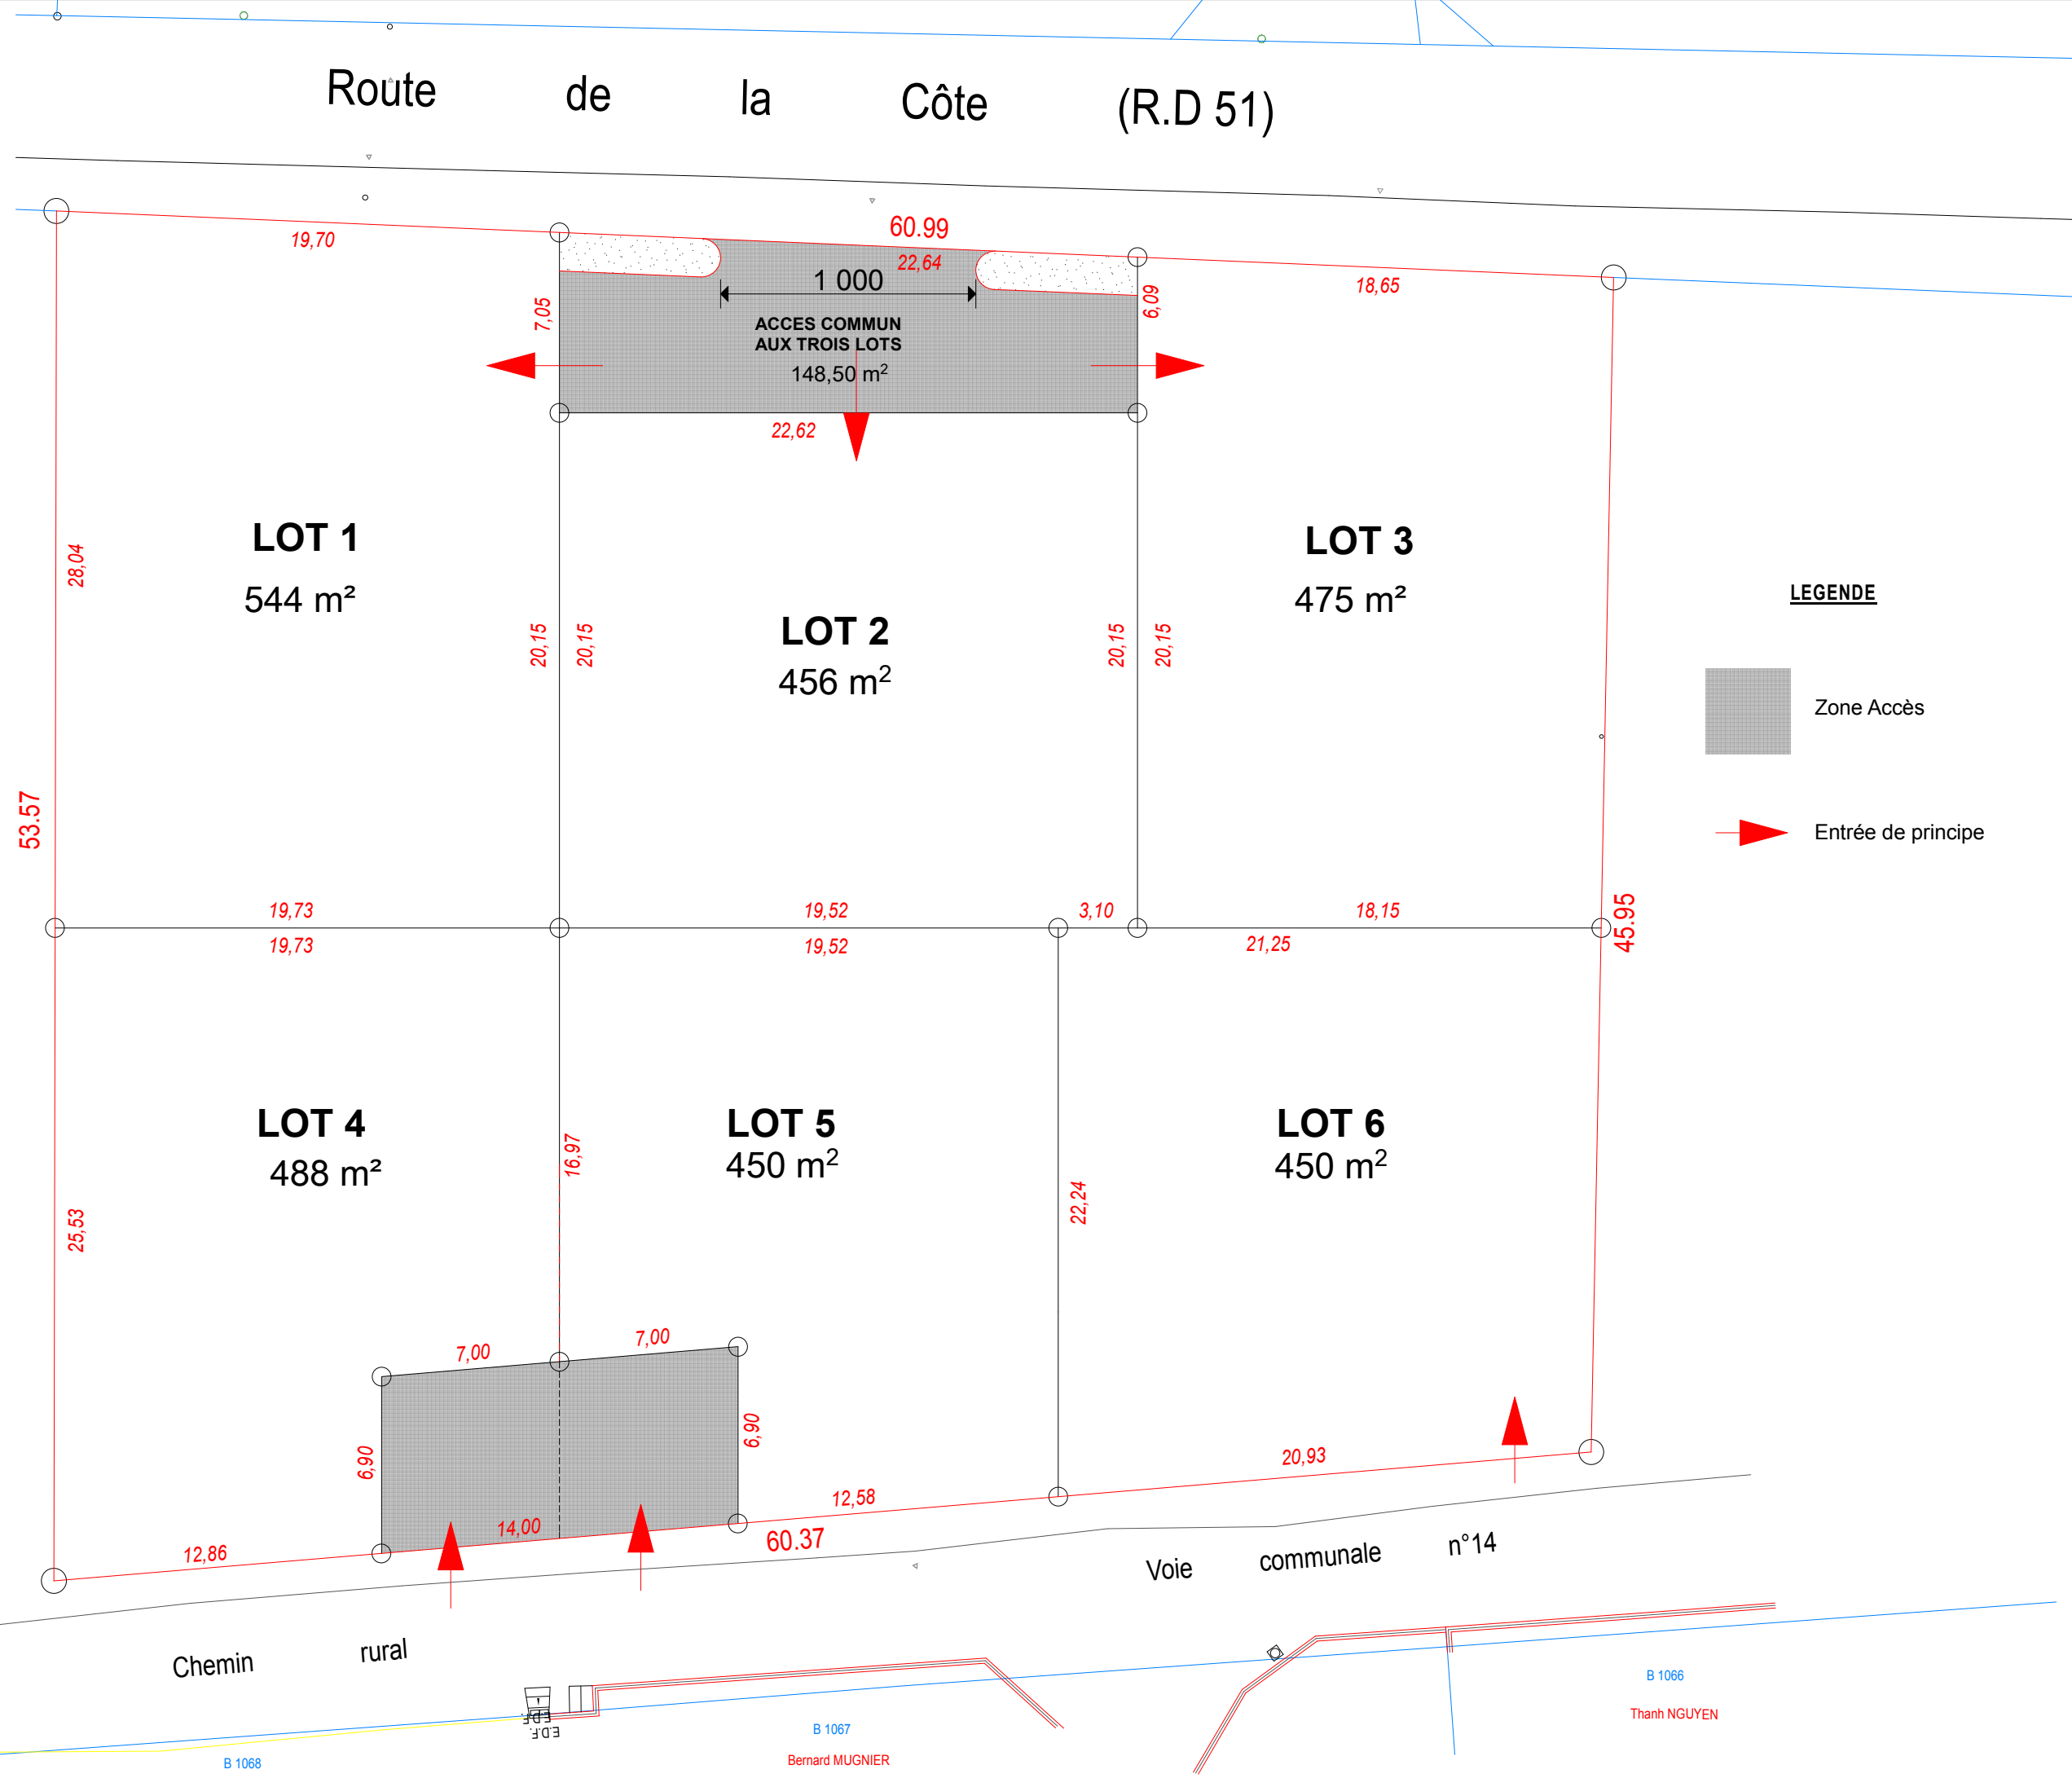 Route de la Côte (R.D 51)
60.99
19,70
22,64
18,65
1 000
7,05
6,09
ACCES COMMUN
AUX TROIS LOTS
148,50 m²
22,62
LOT 1
544 m²
28,04
LOT 2
456 m²
20,15
20,15
20,15
20,15
LOT 3
475 m²
LEGENDE
Zone Accès
Entrée de principe
53.57
45.95
19,73
19,52
3,10
18,15
19,73
19,52
21,25
LOT 4
488 m²
LOT 5
450 m²
LOT 6
450 m²
16,97
22,24
25,53
7,00
7,00
6,90
6,90
14,00
12,86
12,58
20,93
60.37
Voie communale n°14
Chemin rural
E.D.F.
E.D.F.
B 1066
Thanh NGUYEN
B 1067
Bernard MUGNIER
B 1068